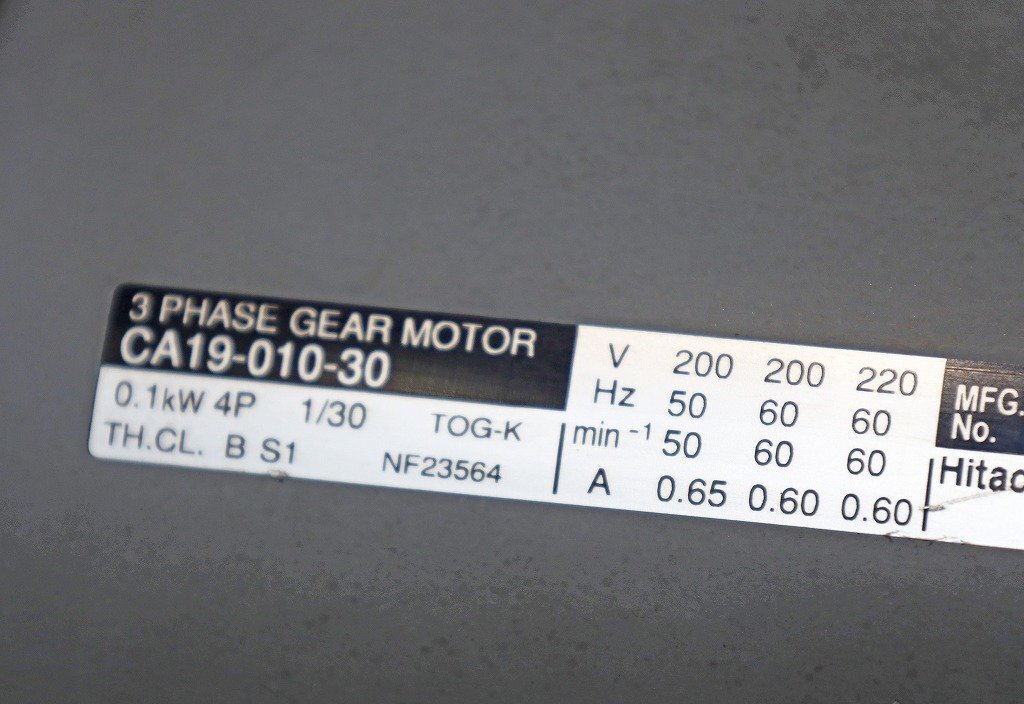 3 PHASE GEAR MOTOR
CA19-010-30
0.1kW 4P 1/30 TOG-K
TH.CL. B S1 NF23564
V 200 200 220
Hz 50 60 60
min⁻¹ 50 60 60
A 0.65 0.60 0.60
MFG.
No.
Hitac